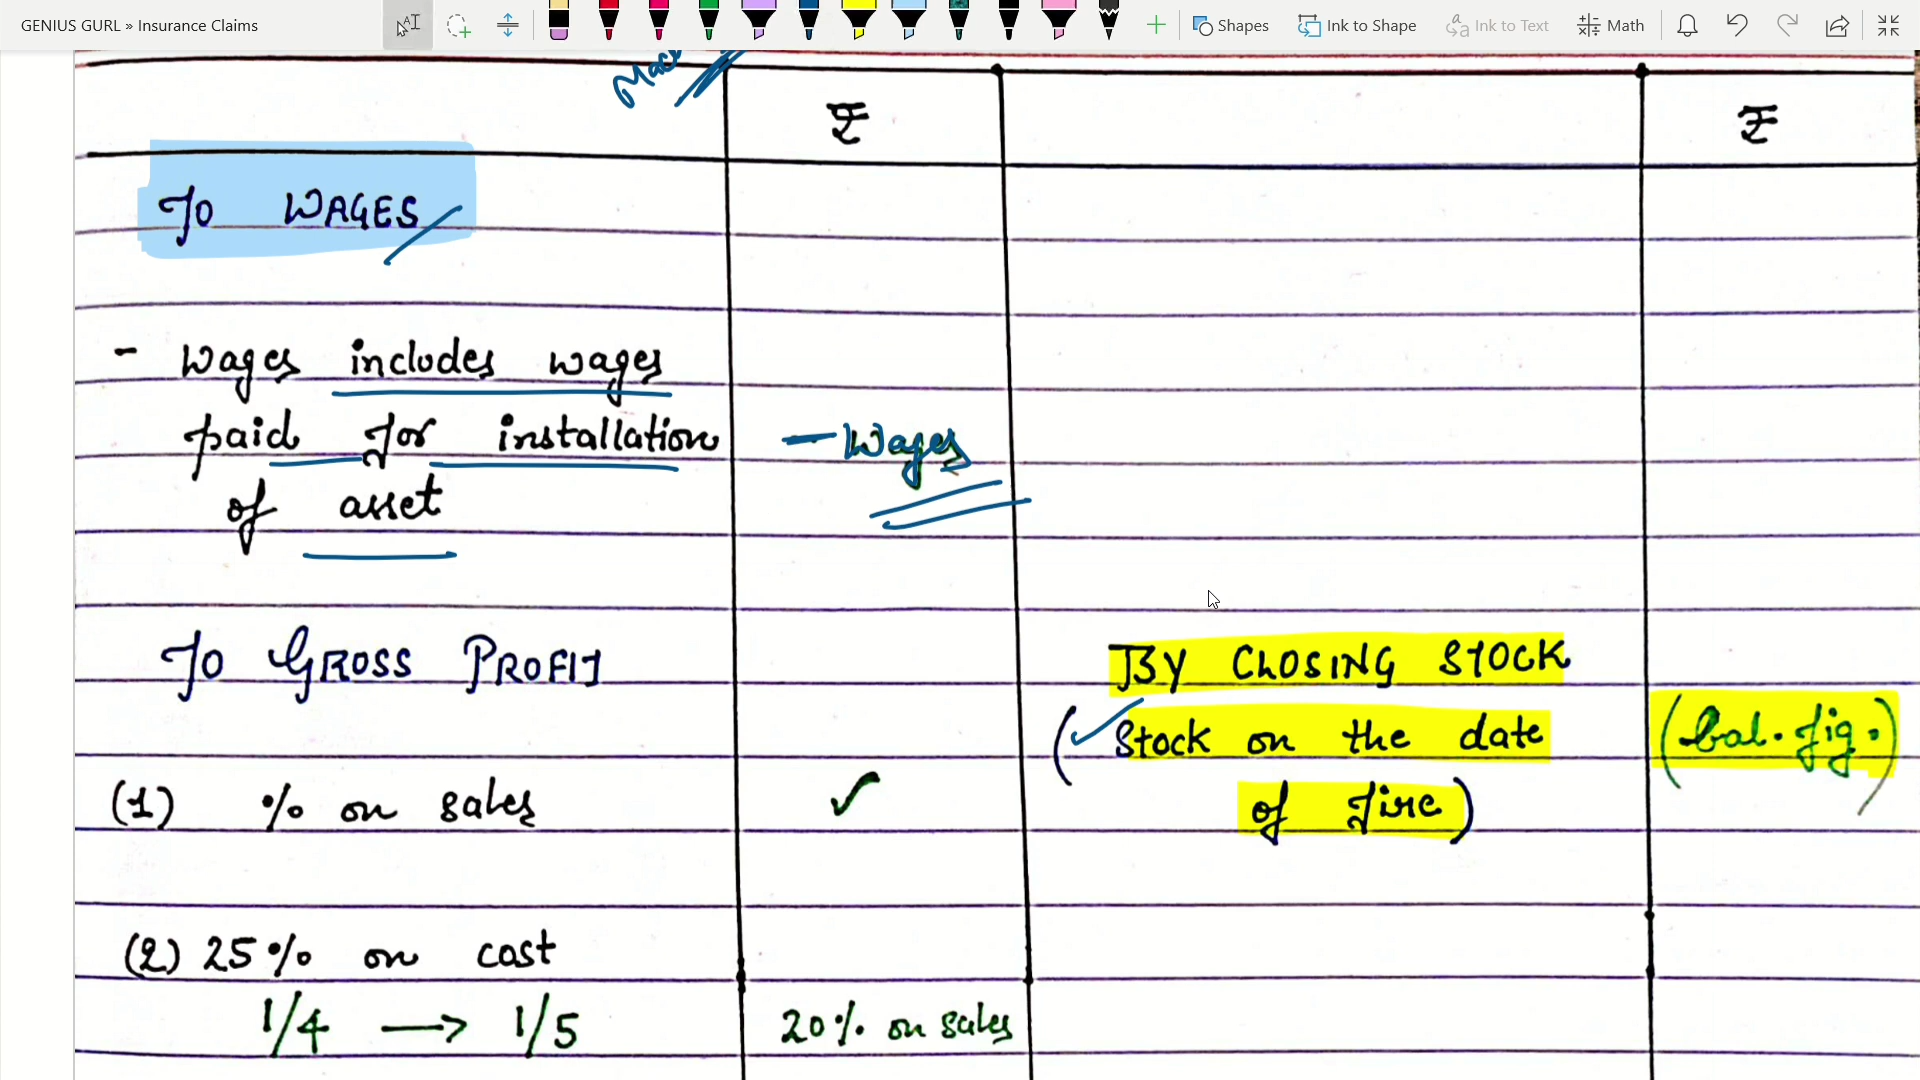 GENIUS GURL » Insurance Claims
Shapes
Ink to Shape
Ink to Text
Math
₹ ₹
To WAGES
- Wages includes wages
paid for installation - Wages
of asset
To GROSS PROFIT BY CLOSING STOCK
(Stock on the date (bal. fig.)
(1) % on sales ✓ of fire)
(2) 25% on cost
1/4 → 1/5 20% on sales